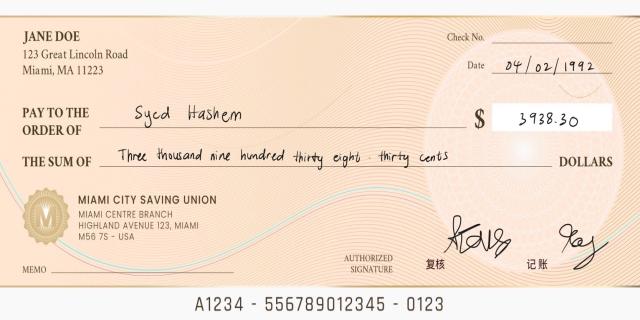 JANE DOE
123 Great Lincoln Road
Miami, MA 11223
Check No.
Date 04/02/1992
PAY TO THE
ORDER OF Syed Hashem
$ 3938.30
THE SUM OF Three thousand nine hundred thirty eight . thirty cents DOLLARS
MIAMI CITY SAVING UNION
MIAMI CENTRE BRANCH
HIGHLAND AVENUE 123, MIAMI
M56 7S - USA
MEMO
AUTHORIZED
SIGNATURE
复核
记账
A1234 - 556789012345 - 0123